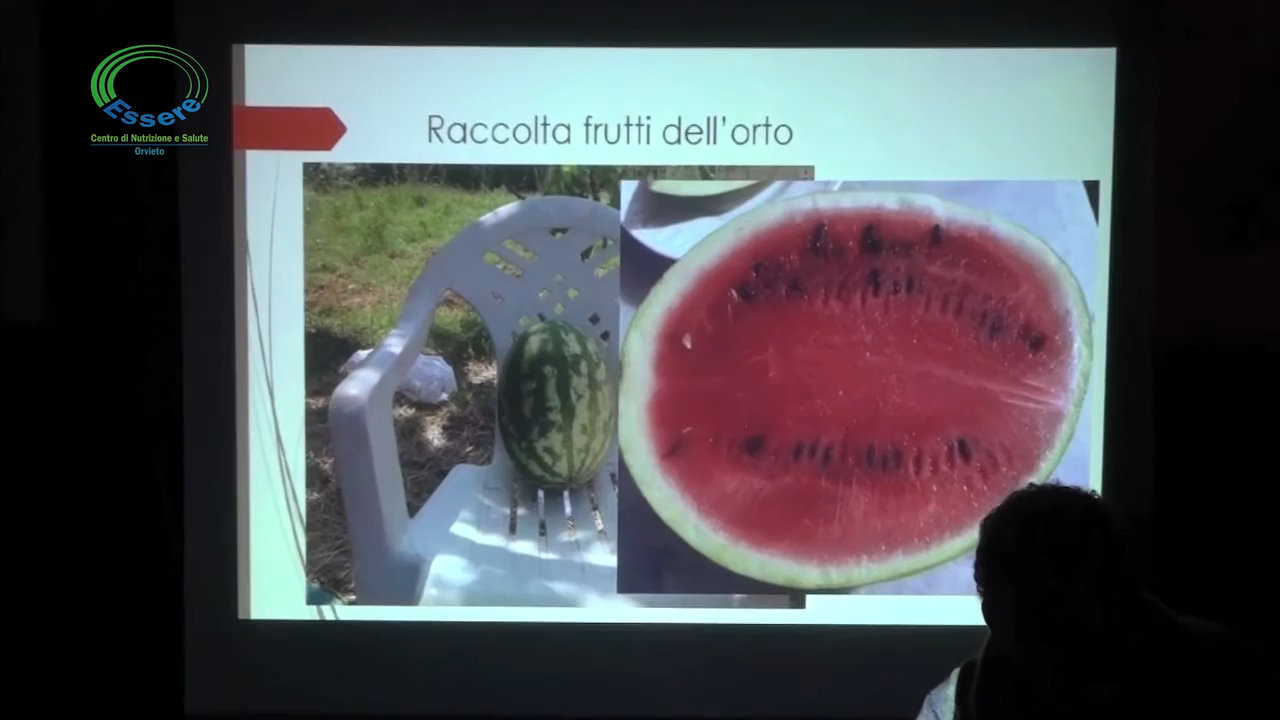 Essere
Centro di Nutrizione e Salute
Orvieto
Raccolta frutti dell'orto